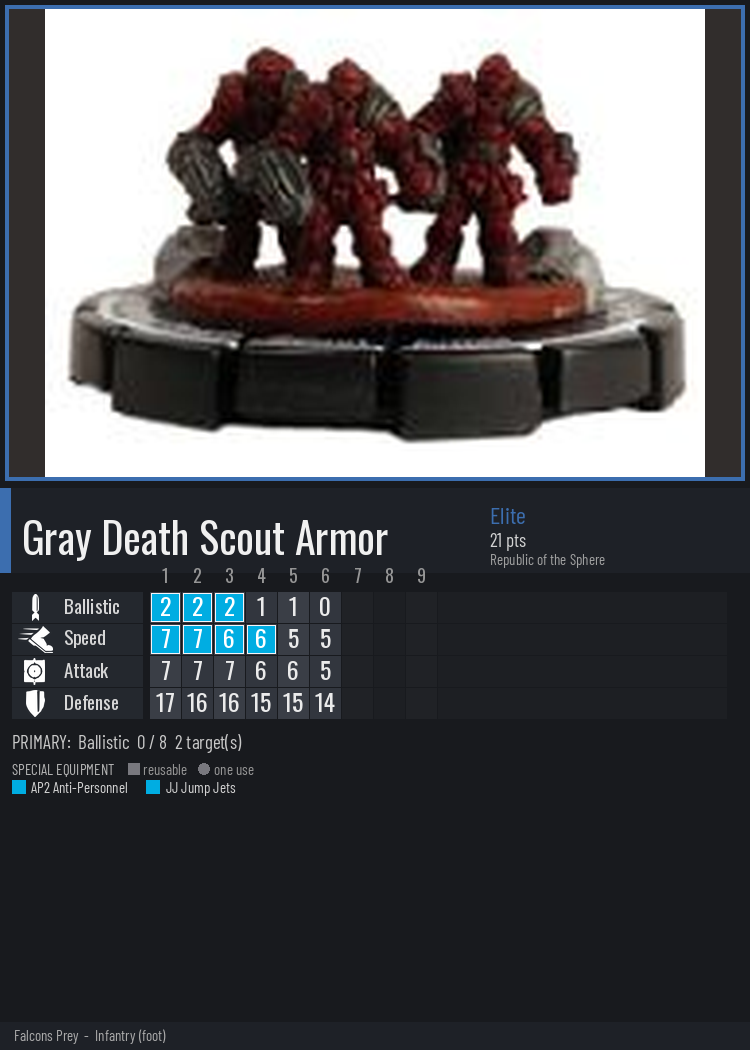 Gray Death Scout Armor
Elite
21 pts
Republic of the Sphere
1 2 3 4 5 6 7 8 9
Ballistic 2 2 2 1 1 0
Speed 7 7 6 6 5 5
Attack 7 7 7 6 6 5
Defense 17 16 16 15 15 14
PRIMARY: Ballistic 0 / 8 2 target(s)
SPECIAL EQUIPMENT reusable one use
AP2 Anti-Personnel JJ Jump Jets
Falcons Prey - Infantry (foot)